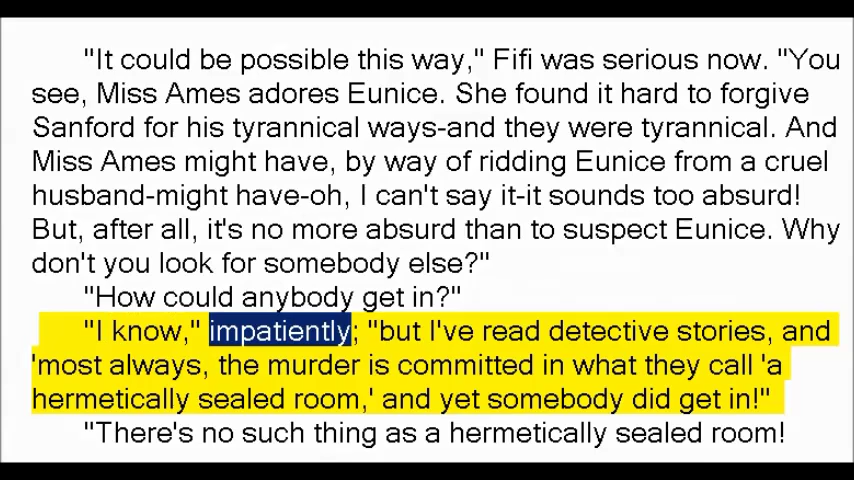 "It could be possible this way," Fifi was serious now. "You
see, Miss Ames adores Eunice. She found it hard to forgive
Sanford for his tyrannical ways-and they were tyrannical. And
Miss Ames might have, by way of ridding Eunice from a cruel
husband-might have-oh, I can't say it-it sounds too absurd!
But, after all, it's no more absurd than to suspect Eunice. Why
don't you look for somebody else?"
"How could anybody get in?"
"I know," impatiently; "but I've read detective stories, and
'most always, the murder is committed in what they call 'a
hermetically sealed room,' and yet somebody did get in!"
"There's no such thing as a hermetically sealed room!